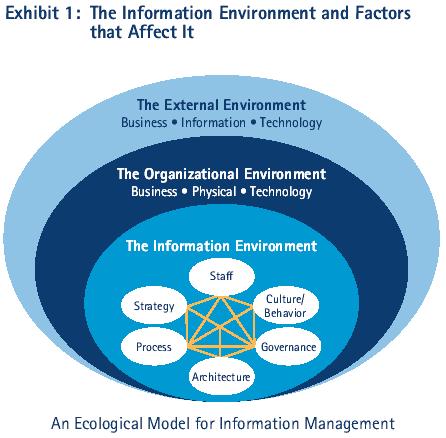 Exhibit 1: The Information Environment and Factors
that Affect It
The External Environment
Business • Information • Technology
The Organizational Environment
Business • Physical • Technology
The Information Environment
Staff
Strategy
Culture/
Behavior
Process
Governance
Architecture
An Ecological Model for Information Management